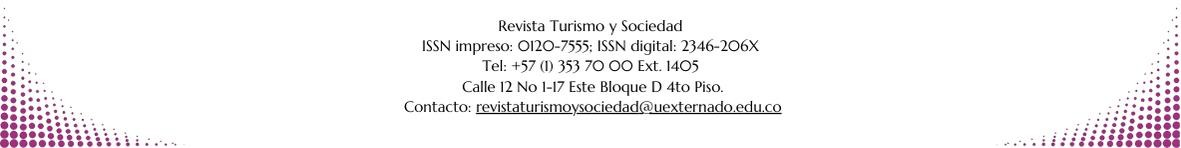 Revista Turismo y Sociedad
ISSN impreso: 0120-7555; ISSN digital: 2346-206X
Tel: +57 (1) 353 70 00 Ext. 1405
Calle 12 No 1-17 Este Bloque D 4to Piso.
Contacto: revistaturismoysociedad@uexternado.edu.co